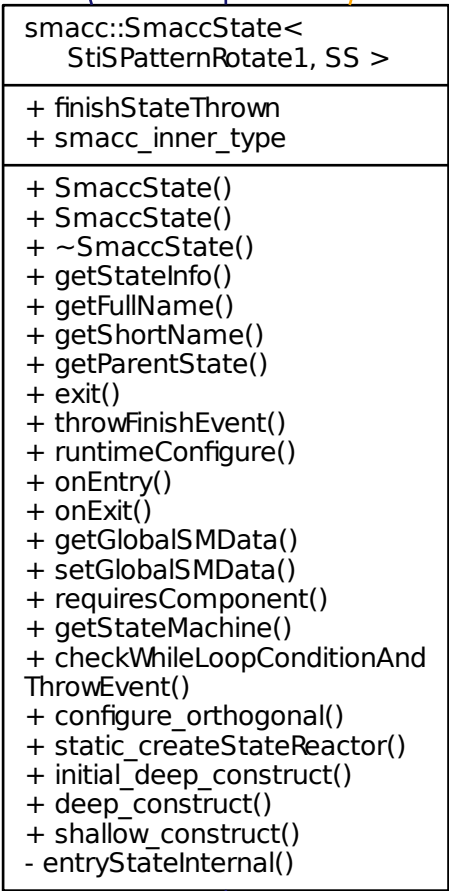 smacc::SmaccState<
StiSPatternRotate1, SS >
+ finishStateThrown
+ smacc_inner_type
+ SmaccState()
+ SmaccState()
+ ~SmaccState()
+ getStateInfo()
+ getFullName()
+ getShortName()
+ getParentState()
+ exit()
+ throwFinishEvent()
+ runtimeConfigure()
+ onEntry()
+ onExit()
+ getGlobalSMData()
+ setGlobalSMData()
+ requiresComponent()
+ getStateMachine()
+ checkWhileLoopConditionAnd
ThrowEvent()
+ configure_orthogonal()
+ static_createStateReactor()
+ initial_deep_construct()
+ deep_construct()
+ shallow_construct()
- entryStateInternal()